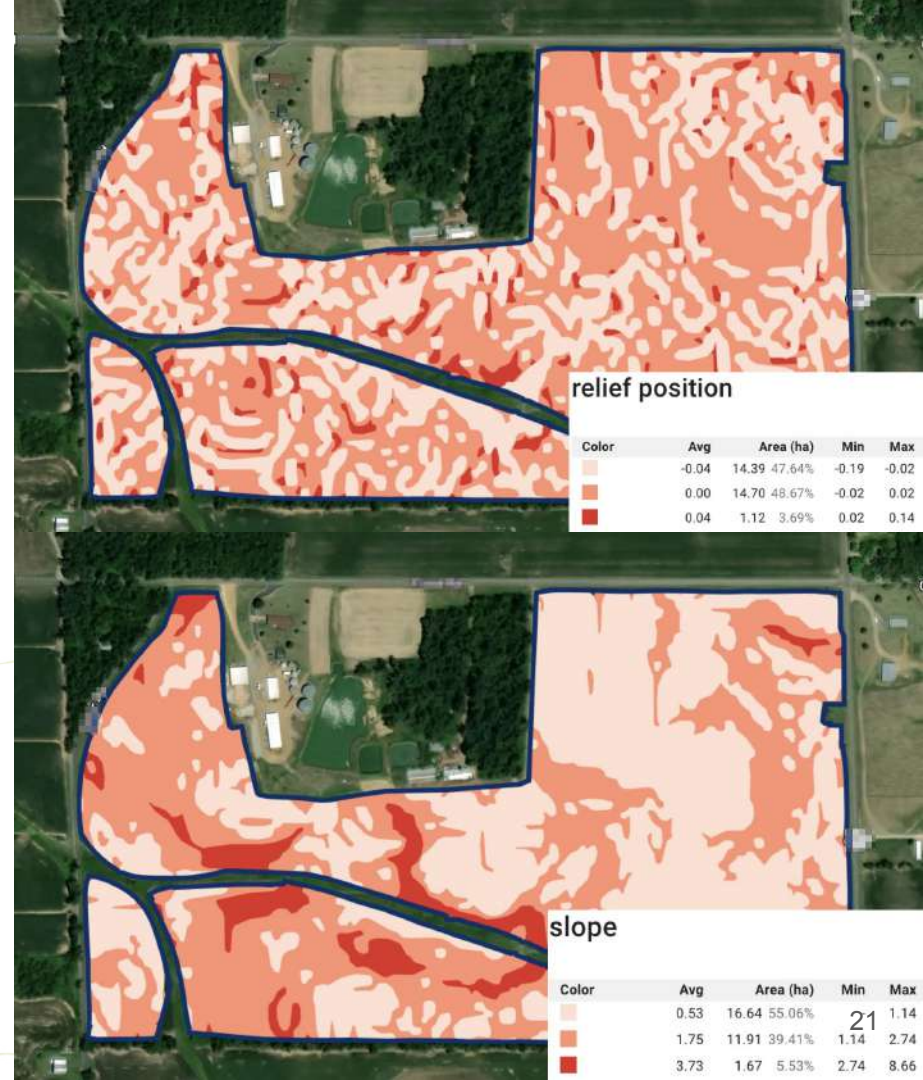 relief position
Color Avg Area (ha) Min Max
-0.04 14.39 47.64% -0.19 -0.02
0.00 14.70 48.67% -0.02 0.02
0.04 1.12 3.69% 0.02 0.14
slope
Color Avg Area (ha) Min Max
0.53 16.64 55.06% 1.14
21
1.75 11.91 39.41% 1.14 2.74
3.73 1.67 5.53% 2.74 8.66